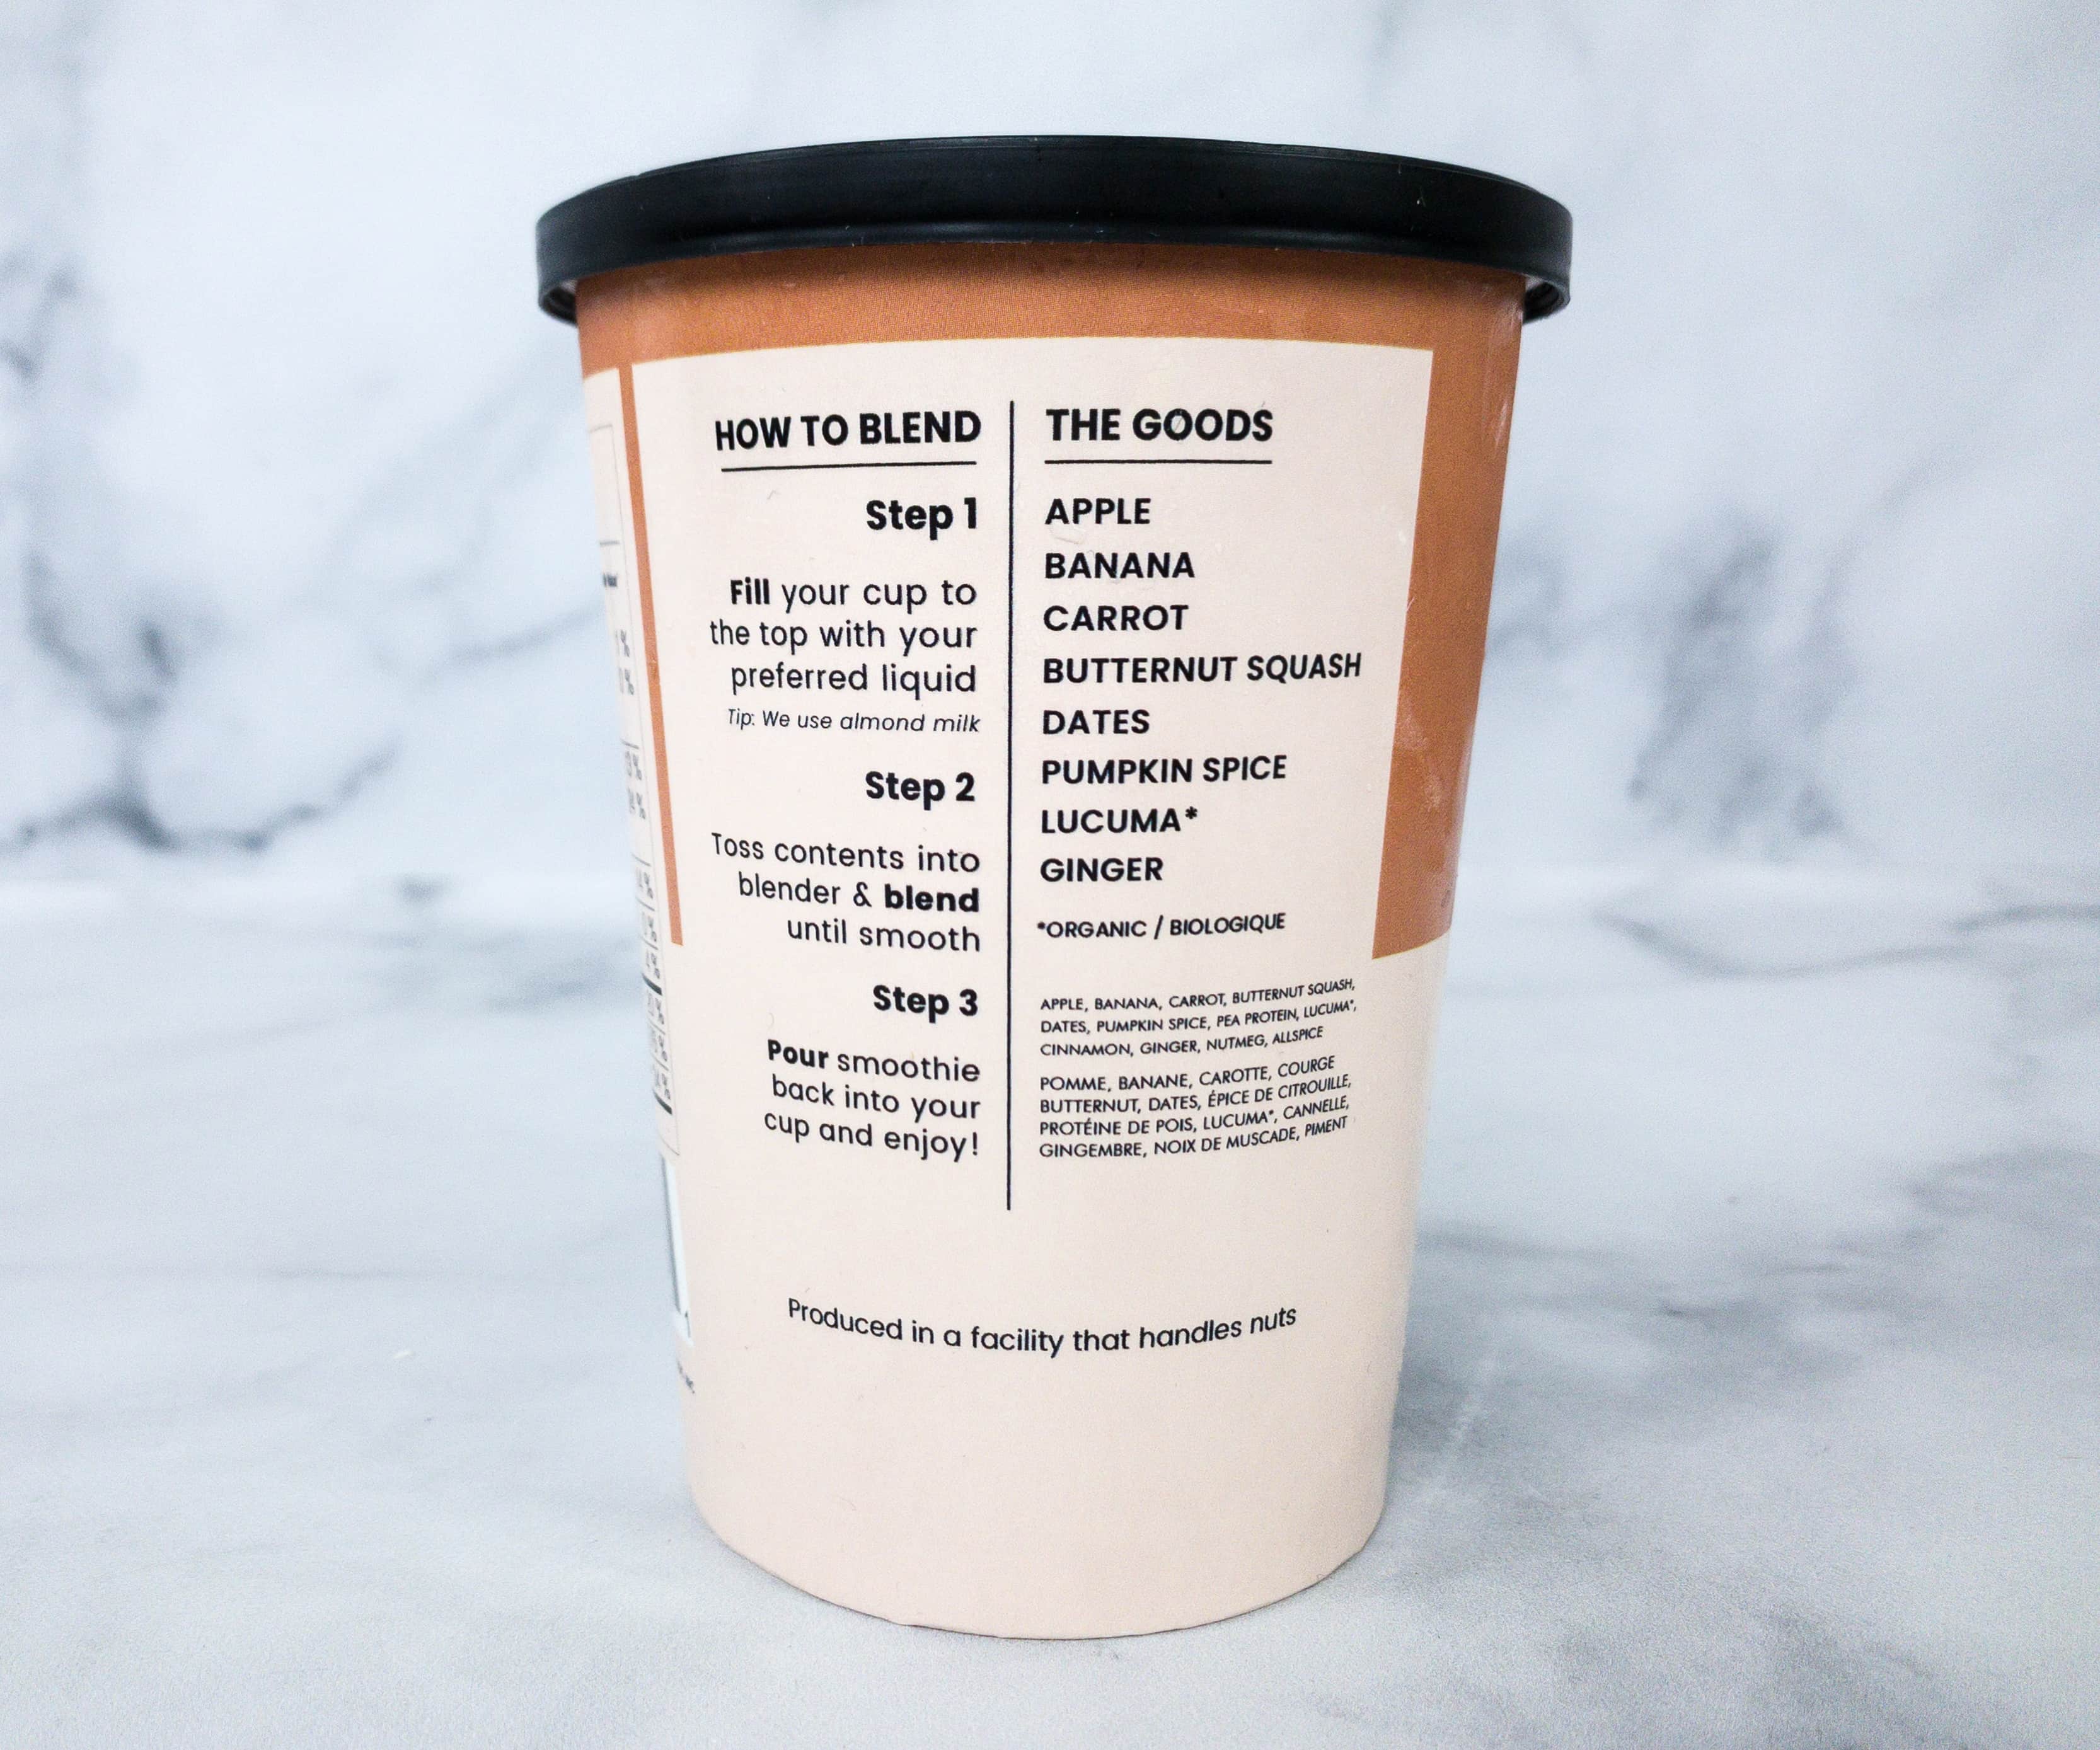 HOW TO BLEND
Step 1
Fill your cup to
the top with your
preferred liquid
Tip: We use almond milk
Step 2
Toss contents into
blender & blend
until smooth
Step 3
Pour smoothie
back into your
cup and enjoy!
THE GOODS
APPLE
BANANA
CARROT
BUTTERNUT SQUASH
DATES
PUMPKIN SPICE
LUCUMA*
GINGER
*ORGANIC / BIOLOGIQUE
APPLE, BANANA, CARROT, BUTTERNUT SQUASH,
DATES, PUMPKIN SPICE, PEA PROTEIN, LUCUMA*,
CINNAMON, GINGER, NUTMEG, ALLSPICE
POMME, BANANE, CAROTTE, COURGE
BUTTERNUT, DATES, ÉPICE DE CITROUILLE,
PROTÉINE DE POIS, LUCUMA*, CANNELLE,
GINGEMBRE, NOIX DE MUSCADE, PIMENT
Produced in a facility that handles nuts